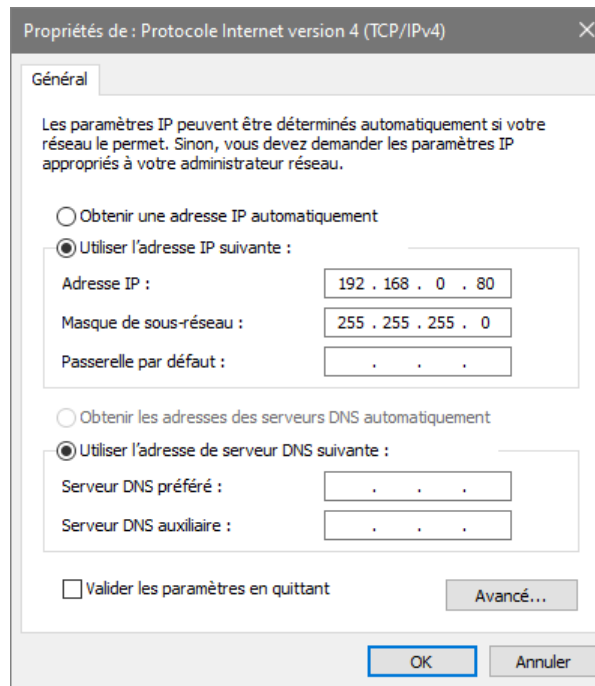 Propriétés de : Protocole Internet version 4 (TCP/IPv4)
Général
Les paramètres IP peuvent être déterminés automatiquement si votre
réseau le permet. Sinon, vous devez demander les paramètres IP
appropriés à votre administrateur réseau.
Obtenir une adresse IP automatiquement
Utiliser l'adresse IP suivante :
Adresse IP : 192 . 168 . 0 . 80
Masque de sous-réseau : 255 . 255 . 255 . 0
Passerelle par défaut : . . .
Obtenir les adresses des serveurs DNS automatiquement
Utiliser l'adresse de serveur DNS suivante :
Serveur DNS préféré : . . .
Serveur DNS auxiliaire : . . .
Valider les paramètres en quittant
Avancé...
OK Annuler